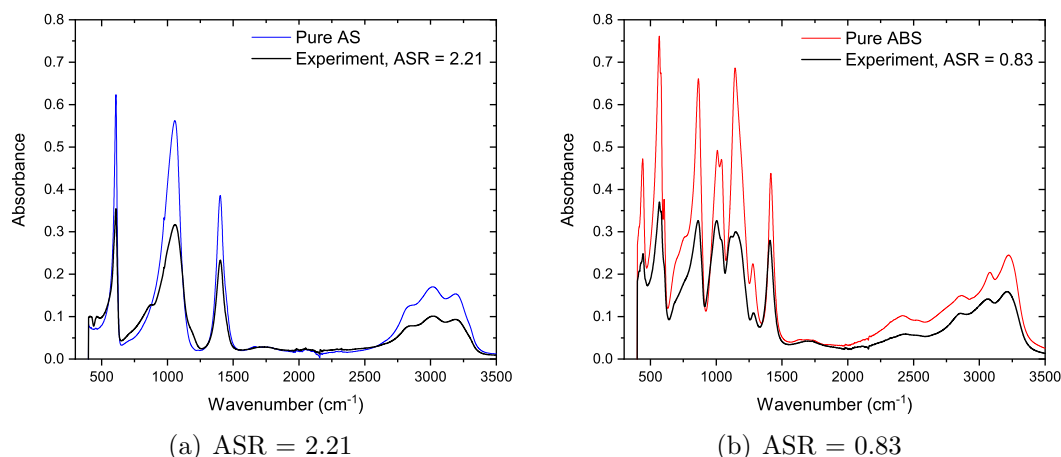 0.8
0.7
0.6
0.5
0.4
0.3
0.2
0.1
0.0
Absorbance
Pure AS
Experiment, ASR = 2.21
500 1000 1500 2000 2500 3000 3500
Wavenumber (cm⁻¹)
(a) ASR = 2.21
0.8
0.7
0.6
0.5
0.4
0.3
0.2
0.1
0.0
Absorbance
Pure ABS
Experiment, ASR = 0.83
500 1000 1500 2000 2500 3000 3500
Wavenumber (cm⁻¹)
(b) ASR = 0.83